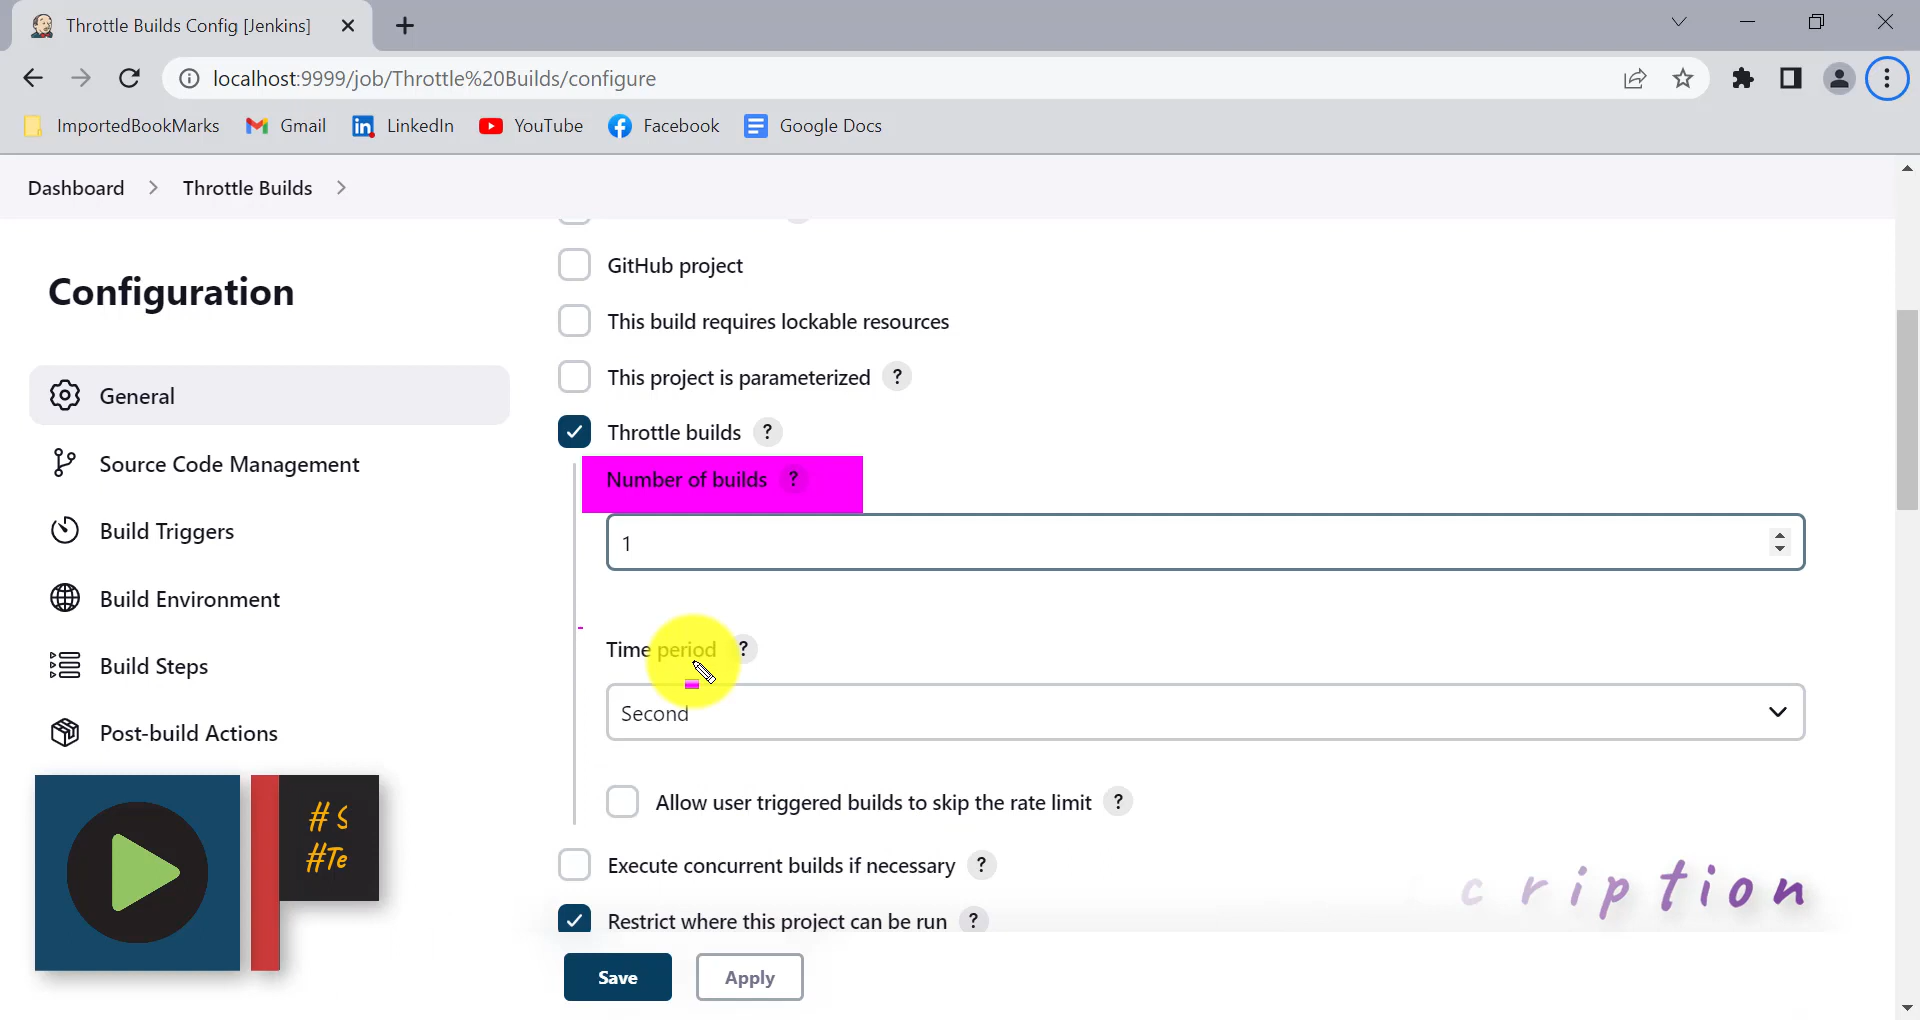 Throttle Builds Config [Jenkins]
localhost:9999/job/Throttle%20Builds/configure
ImportedBookMarks Gmail LinkedIn YouTube Facebook Google Docs
Dashboard > Throttle Builds >
Configuration
General
Source Code Management
Build Triggers
Build Environment
Build Steps
Post-build Actions
GitHub project
This build requires lockable resources
This project is parameterized ?
Throttle builds ?
Number of builds ?
1
Time period ?
Second
Allow user triggered builds to skip the rate limit ?
Execute concurrent builds if necessary ?
Restrict where this project can be run ?
Save Apply
# S
#Te
cription